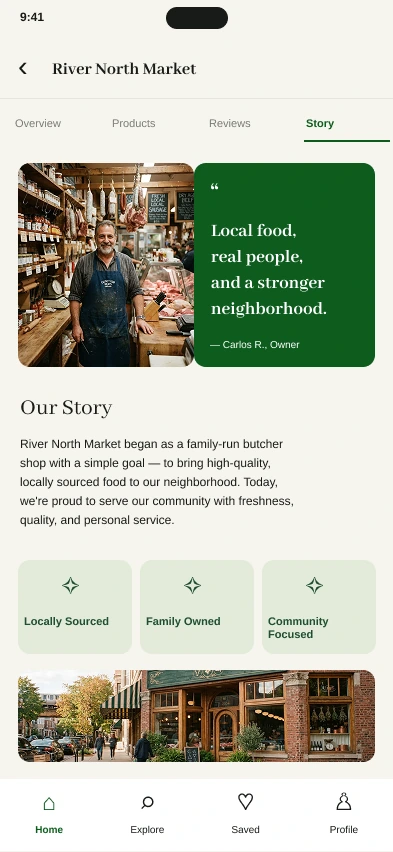 9:41
River North Market
Overview
Products
Reviews
Story
“
Local food,
real people,
and a stronger
neighborhood.
— Carlos R., Owner
Our Story
River North Market began as a family-run butcher
shop with a simple goal — to bring high-quality,
locally sourced food to our neighborhood. Today,
we're proud to serve our community with freshness,
quality, and personal service.
Locally Sourced
Family Owned
Community
Focused
Home
Explore
Saved
Profile